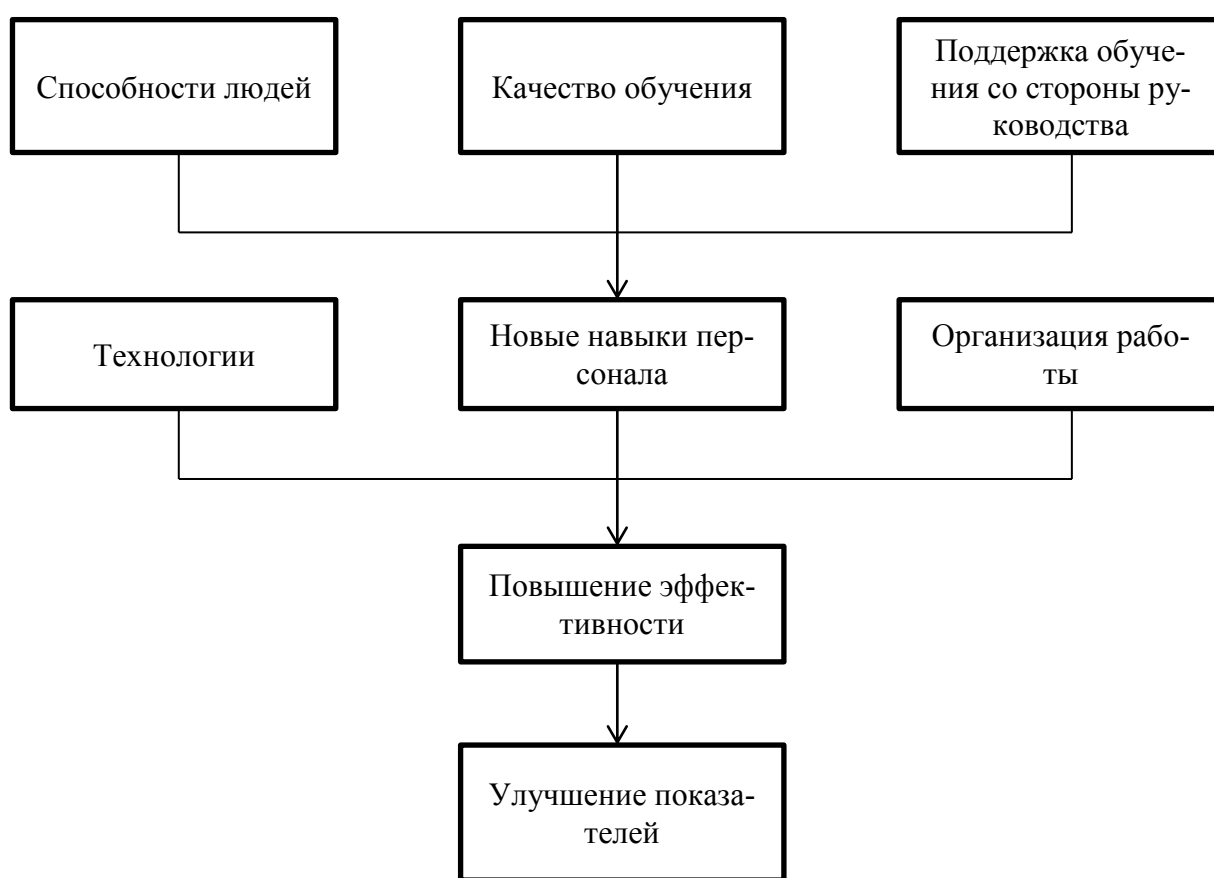 Способности людей
Качество обучения
Поддержка обуче-
ния со стороны ру-
ководства
Технологии
Новые навыки пер-
сонала
Организация рабо-
ты
Повышение эффек-
тивности
Улучшение показа-
телей